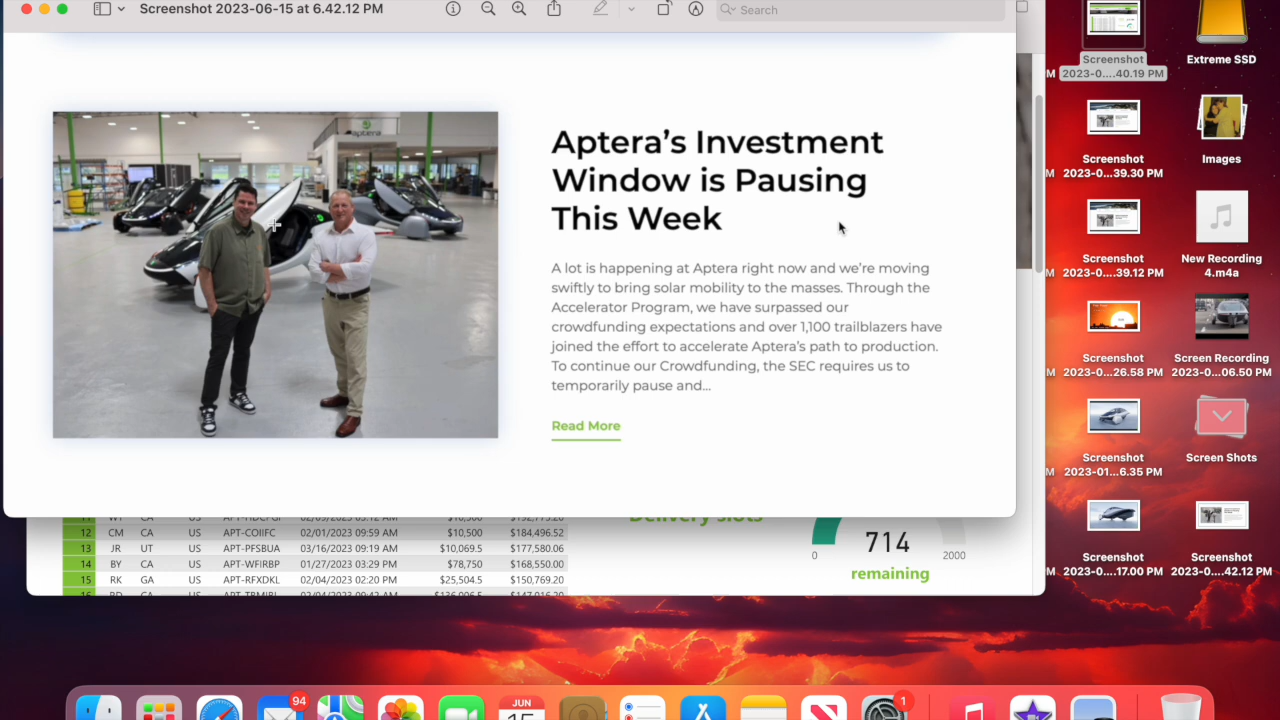 Screenshot 2023-06-15 at 6.42.12 PM
Search
aptera
Aptera's Investment
Window is Pausing
This Week
A lot is happening at Aptera right now and we're moving
swiftly to bring solar mobility to the masses. Through the
Accelerator Program, we have surpassed our
crowdfunding expectations and over 1,100 trailblazers have
joined the effort to accelerate Aptera's path to production.
To continue our Crowdfunding, the SEC requires us to
temporarily pause and...
Read More
12 CM CA US APT-COIIFC 02/01/2023 09:59 AM $10,500 $184,496.52
13 JR UT US APT-PFSBUA 03/16/2023 09:19 AM $10,069.5 $177,580.06
14 BY CA US APT-WFIRBP 01/27/2023 03:29 PM $78,750 $168,550.00
15 RK GA US APT-RFXDKL 02/04/2023 02:20 PM $25,504.5 $150,769.20
Delivery slots
714
0 2000
remaining
Screenshot
2023-0....40.19 PM
Extreme SSD
M
Screenshot
2023-0...39.30 PM
Images
M
Screenshot
2023-0...39.12 PM
New Recording
4.m4a
M
Screenshot
2023-0...26.58 PM
Screen Recording
2023-0...06.50 PM
M
Screenshot
2023-01...6.35 PM
Screen Shots
M
Screenshot
2023-0....17.00 PM
Screenshot
2023-0....42.12 PM
M
94
JUN
15
1